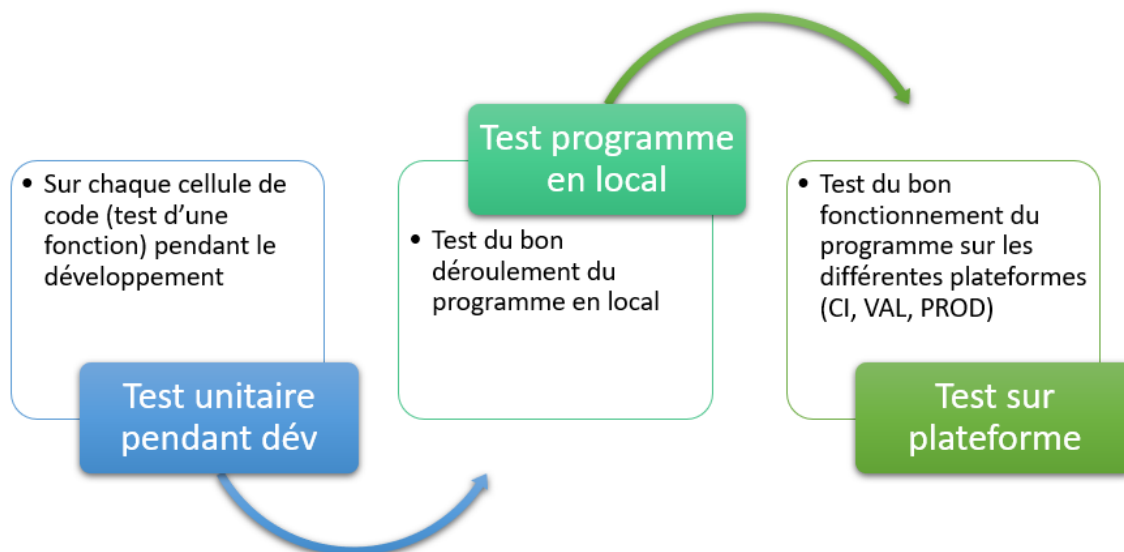 • Sur chaque cellule de
code (test d’une
fonction) pendant le
développement
Test unitaire
pendant dév
Test programme
en local
• Test du bon
déroulement du
programme en local
• Test du bon
fonctionnement du
programme sur les
différentes plateformes
(CI, VAL, PROD)
Test sur
plateforme